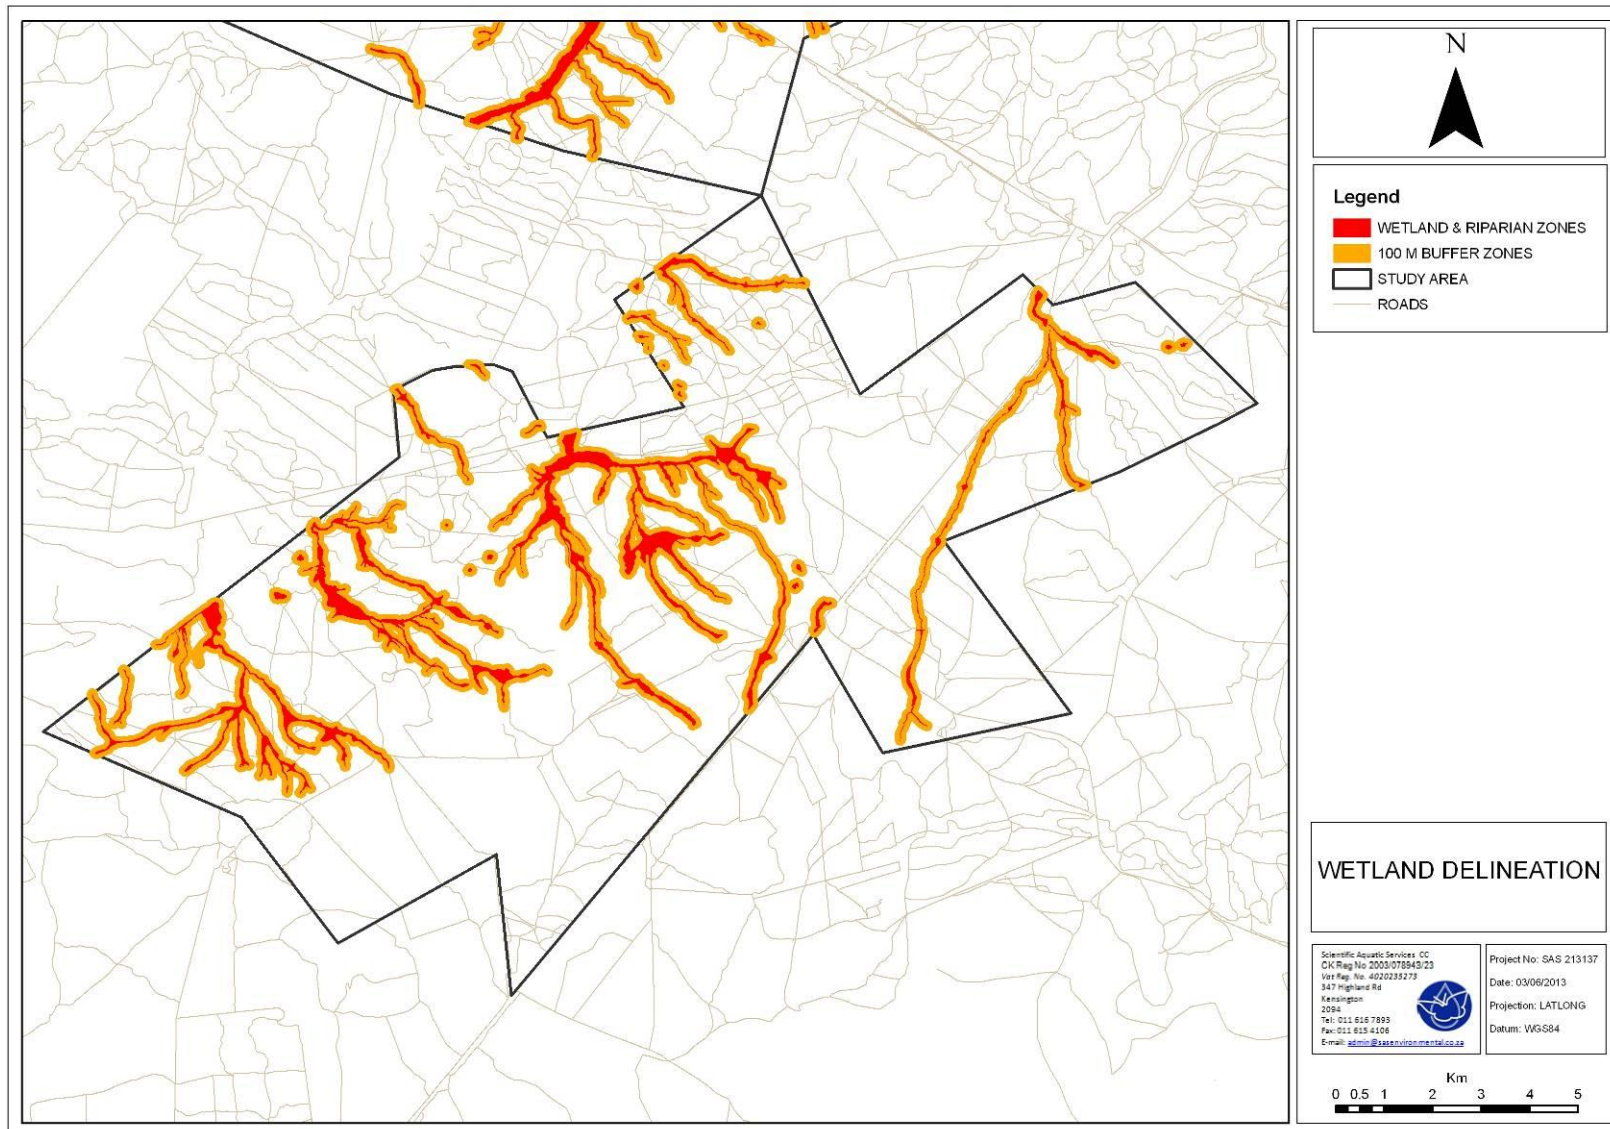 N
Legend
WETLAND & RIPARIAN ZONES
100 M BUFFER ZONES
STUDY AREA
ROADS
WETLAND DELINEATION
Scientific Aquatic Services CC
CK Reg No 2003/078943/23
Vat Reg. No. 4020235273
347 Highland Rd
Kensington
2094
Tel: 011 616 7893
Fax: 011 615 4106
E-mail: admin@sasenvironmental.co.za
Project No: SAS 213137
Date: 03/06/2013
Projection: LATLONG
Datum: WGS84
Km
0 0.5 1 2 3 4 5